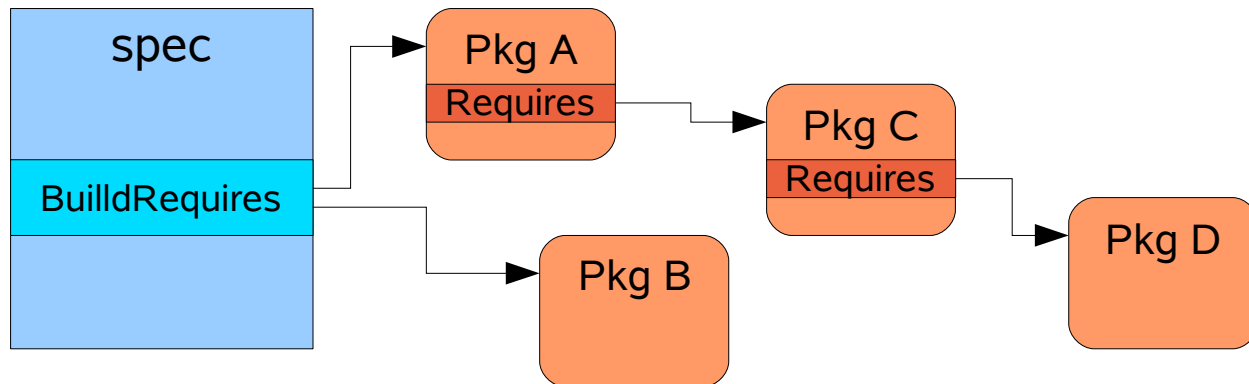 spec
BuilldRequires
Pkg A
Requires
Pkg B
Pkg C
Requires
Pkg D